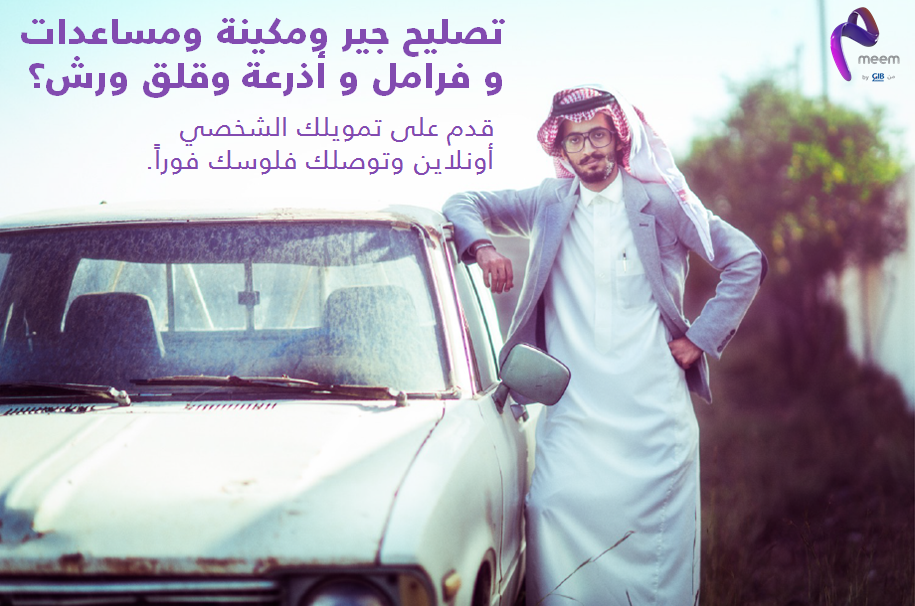 تصليح جير ومكينة ومساعدات
و فرامل و أذرعة وقلق ورش؟
قدم على تمويلك الشخصي
أونلاين وتوصلك فلوسك فوراً.
meem
by GIB من